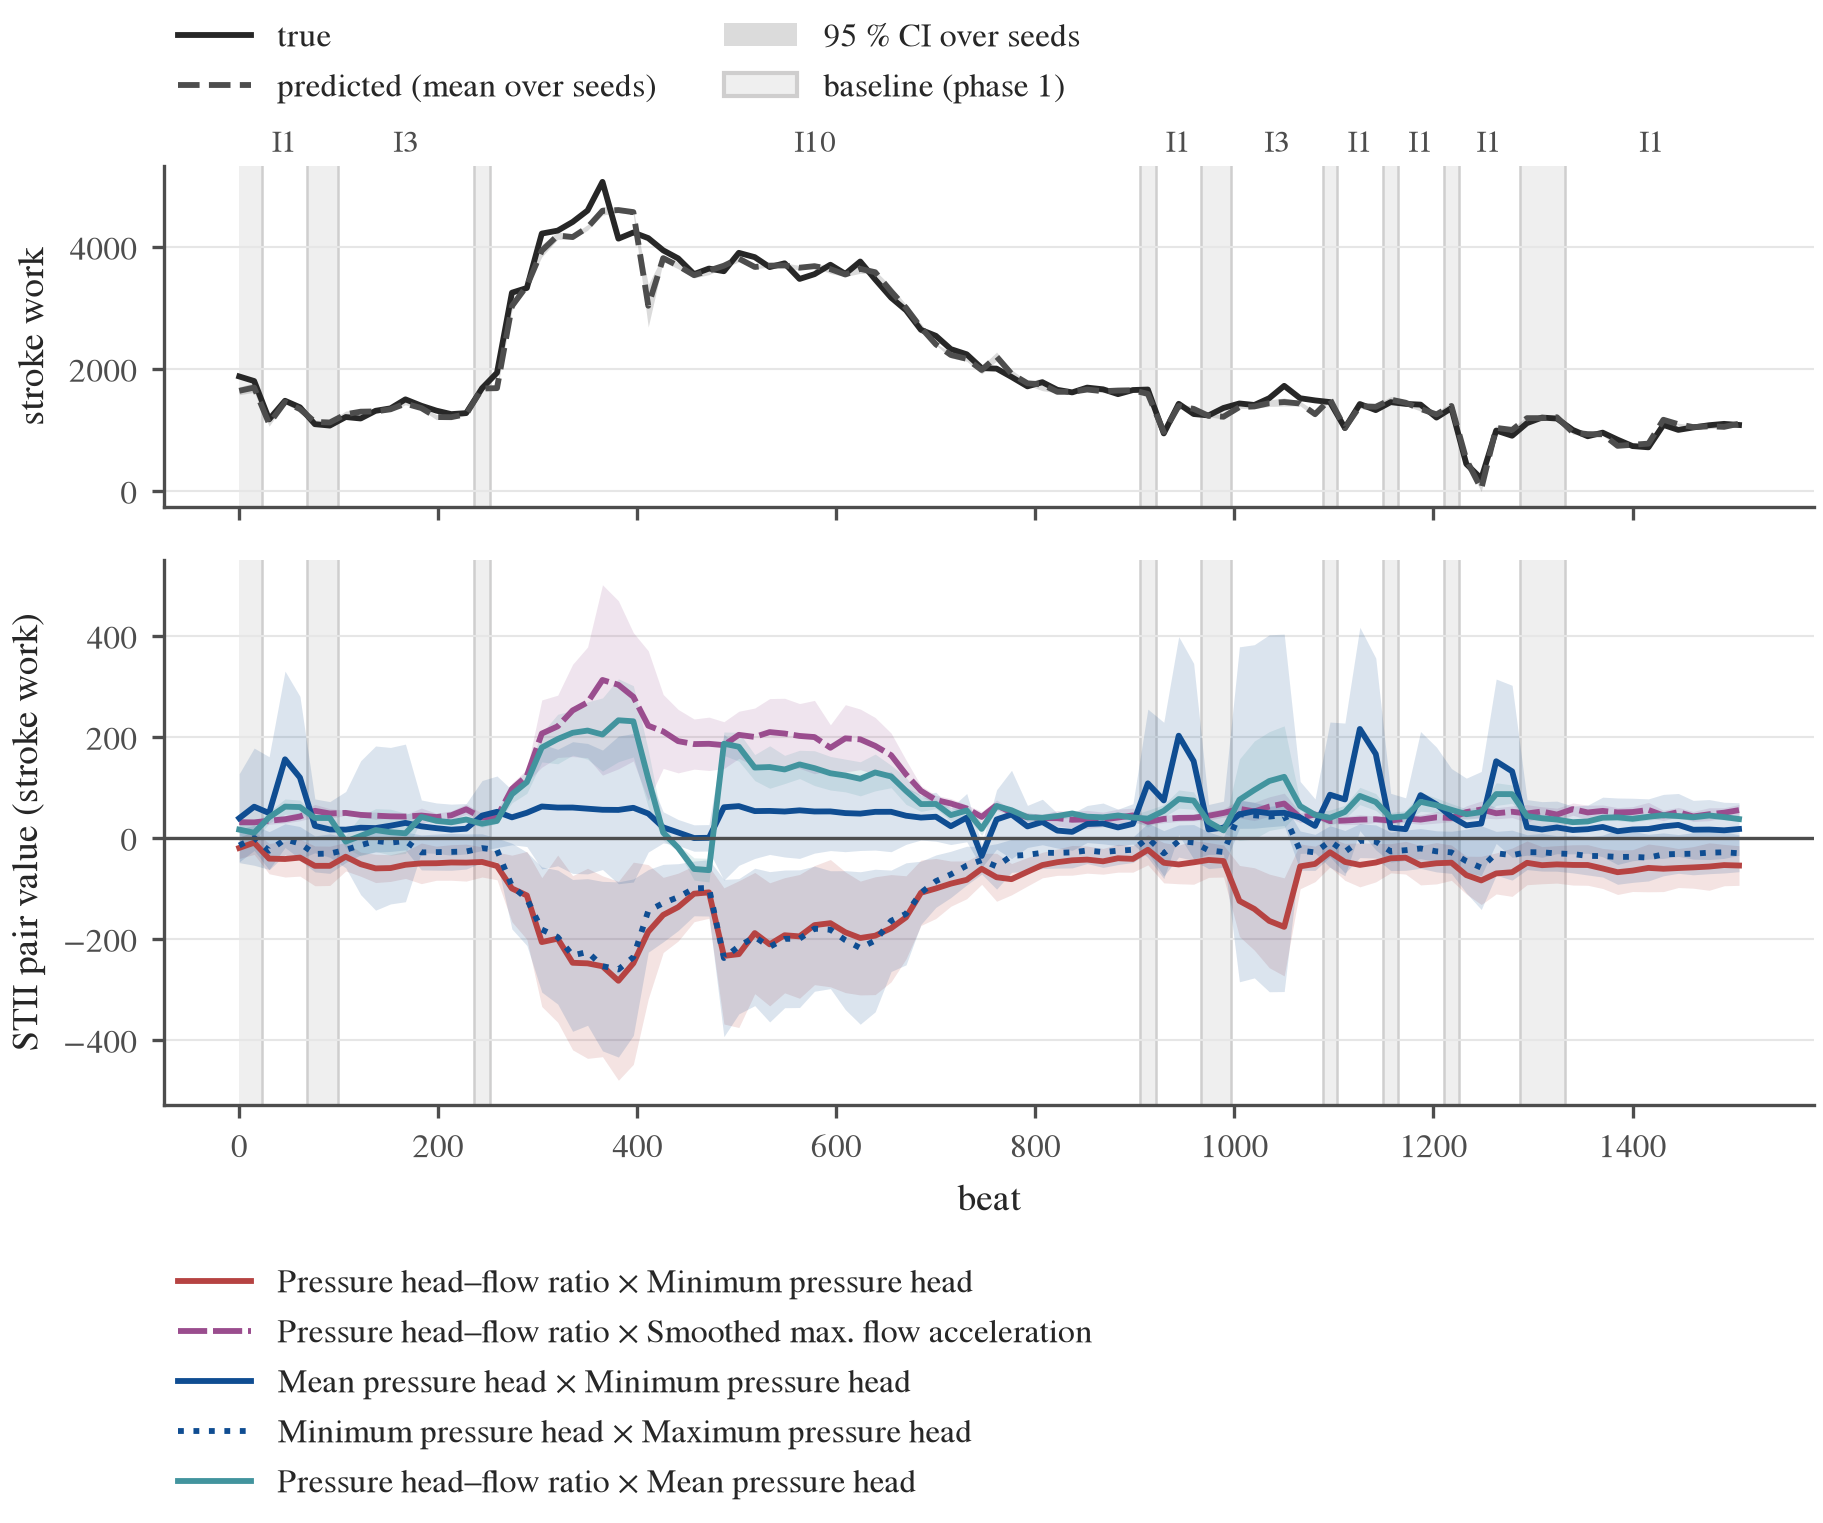 true
predicted (mean over seeds)
95 % CI over seeds
baseline (phase 1)
I1 I3 I10 I1 I3 I1 I1 I1 I1
stroke work
4000
2000
0
STII pair value (stroke work)
400
200
0
−200
−400
0 200 400 600 800 1000 1200 1400
beat
Pressure head–flow ratio × Minimum pressure head
Pressure head–flow ratio × Smoothed max. flow acceleration
Mean pressure head × Minimum pressure head
Minimum pressure head × Maximum pressure head
Pressure head–flow ratio × Mean pressure head